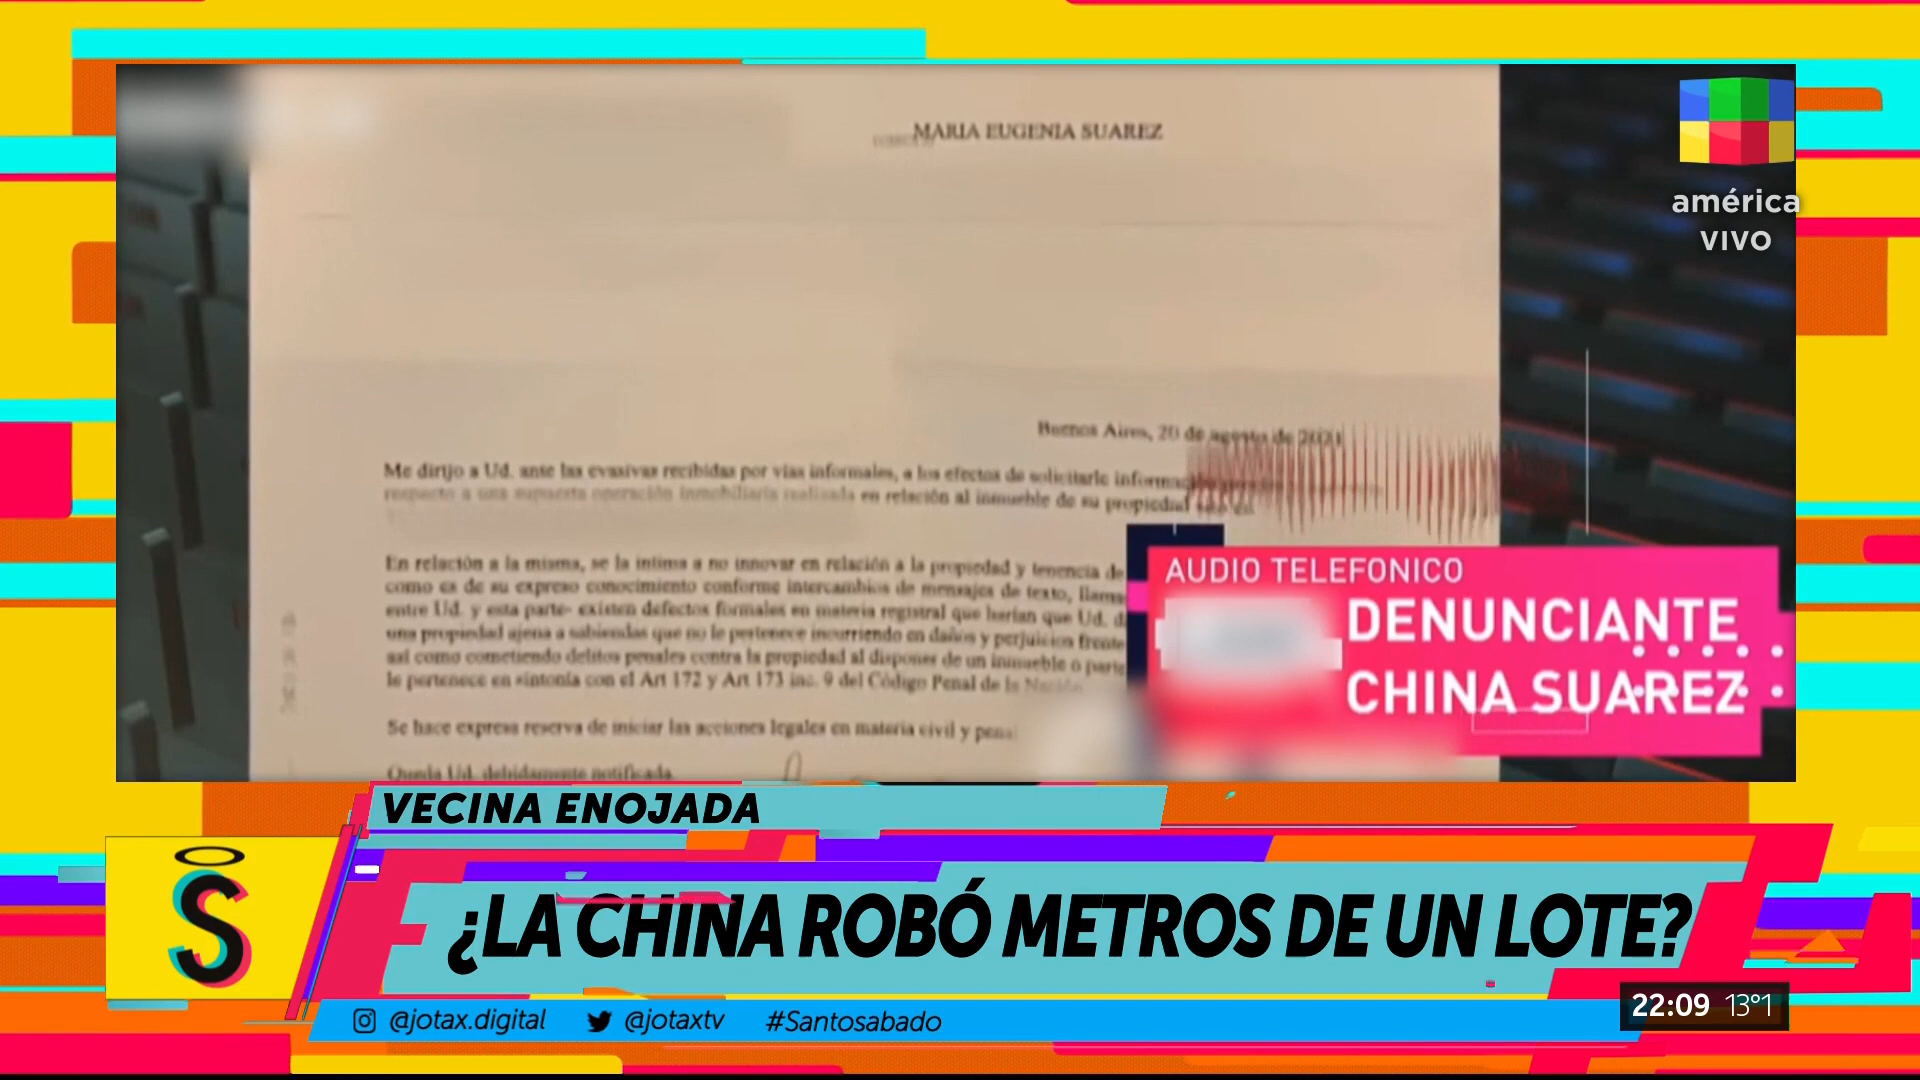 MARIA EUGENIA SUAREZ
américa
VIVO
Buenos Aires, 20 de agosto de 2021
Me dirijo a Ud. ante las evasivas recibidas por vías informales, a los efectos de solicitarle
respecto a una supuesta operación inmobiliaria realizada en relación al inmueble de su propiedad
En relación a la misma, se la intima a no innovar en relación a la propiedad y tenencia de
como es de su expreso conocimiento conforme intercambios de mensajes de texto,
entre Ud. y esta parte- existen defectos formales en materia registral que harían que Ud.
una propiedad ajena a sabiendas que no le pertenece incurriendo en daños y perjuicios frente
así como cometiendo delitos penales contra la propiedad al disponer de un inmueble o parte
le pertenece en sintonía con el Art 172 y Art 173 inc. 9 del Código Penal de la Nación.
Se hace expresa reserva de iniciar las acciones legales en materia civil y
Queda Ud. debidamente notificada.
AUDIO TELEFONICO
DENUNCIANTE
CHINA SUAREZ
VECINA ENOJADA
S
¿LA CHINA ROBÓ METROS DE UN LOTE?
@jotax.digital @jotaxtv #Santosabado
22:09 13°1